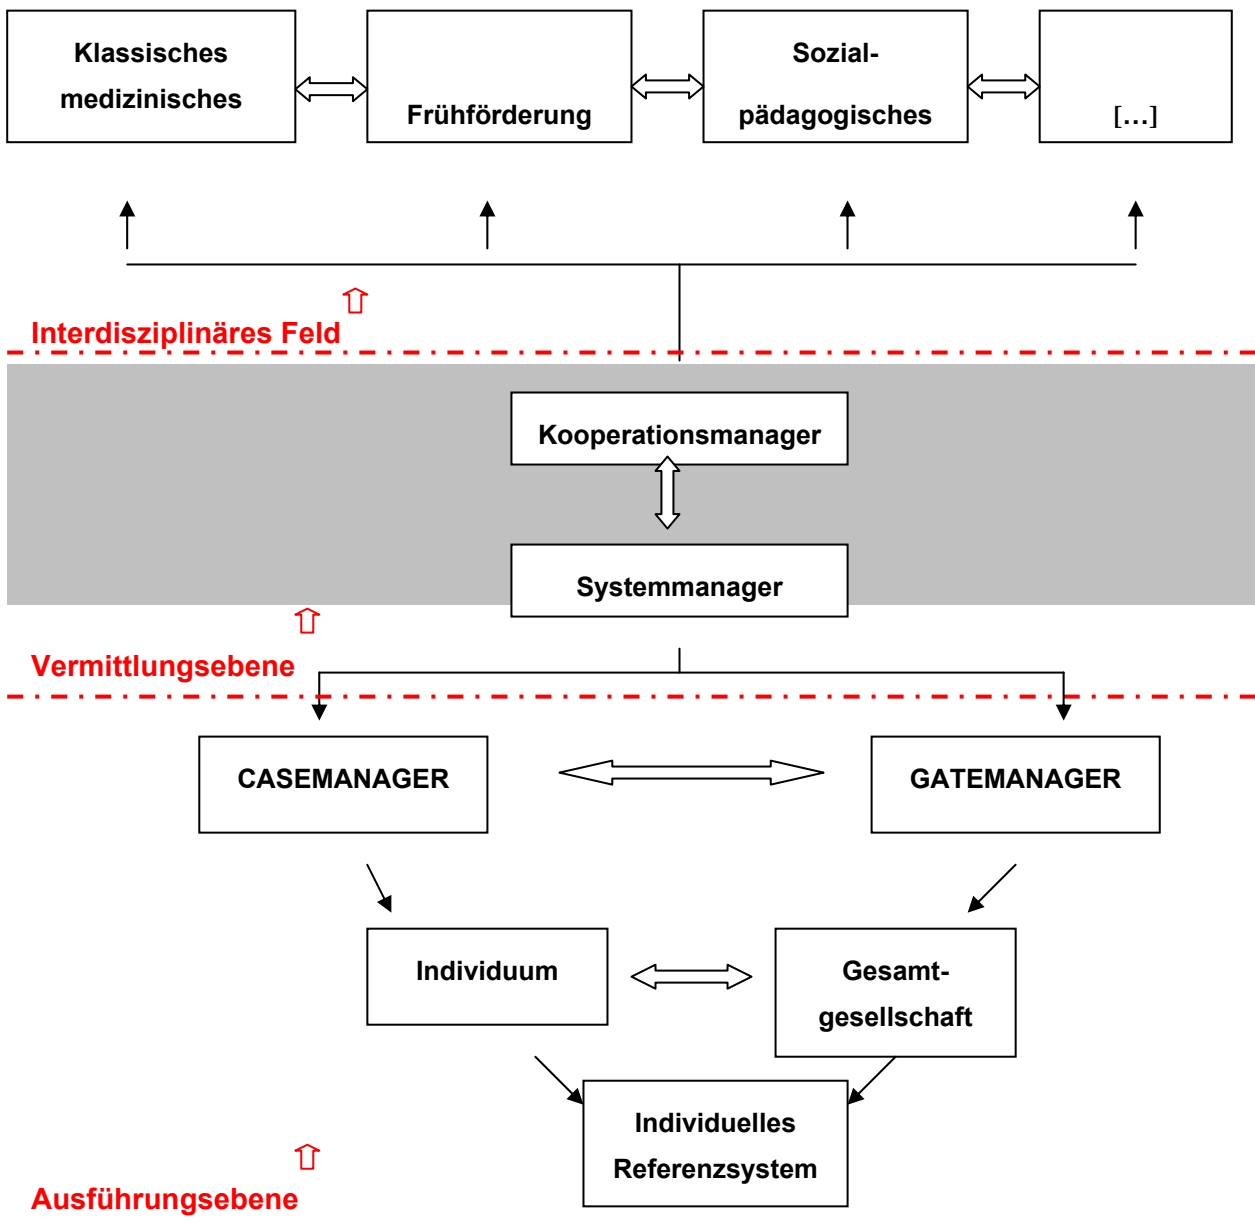 Klassisches
medizinisches
Frühförderung
Sozial-
pädagogisches
[...]
Interdisziplinäres Feld
Kooperationsmanager
Systemmanager
Vermittlungsebene
CASEMANAGER
GATEMANAGER
Individuum
Gesamt-
gesellschaft
Individuelles
Referenzsystem
Ausführungsebene